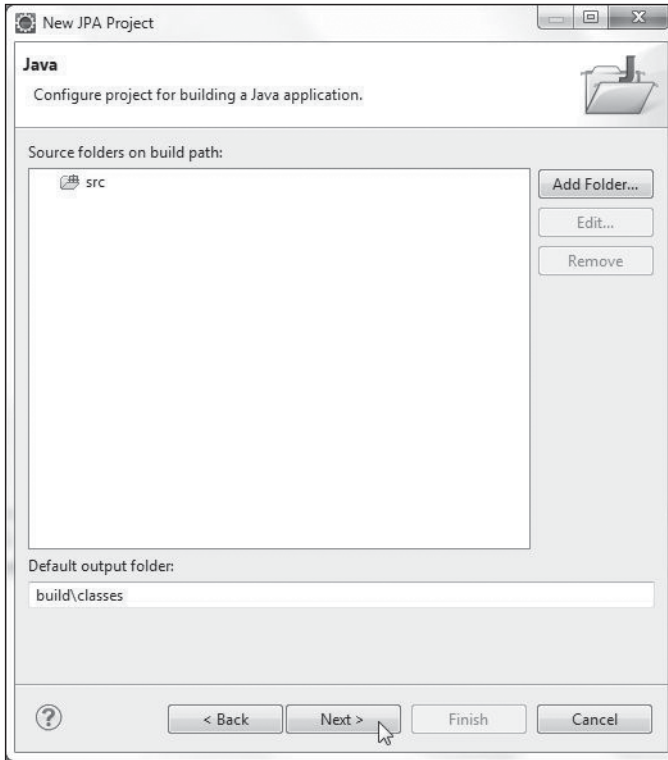 New JPA Project
Java
Configure project for building a Java application.
Source folders on build path:
src
Add Folder...
Edit...
Remove
Default output folder:
build\classes
?
< Back
Next >
Finish
Cancel